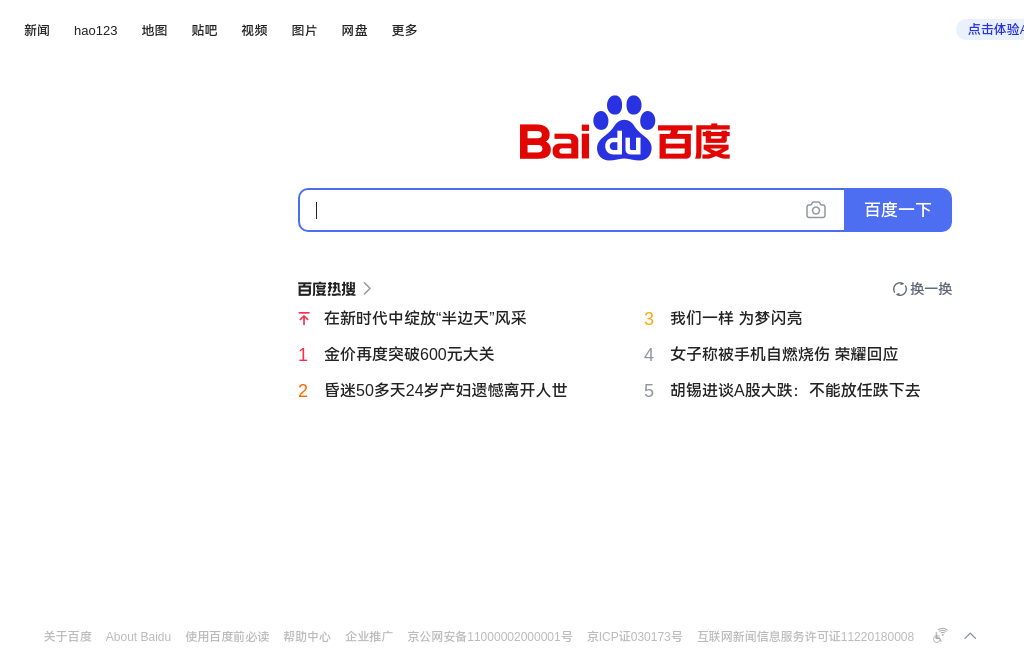 新闻 hao123 地图 贴吧 视频 图片 网盘 更多 点击体验A
Bai du 百度
百度一下
百度热搜 换一换
在新时代中绽放“半边天”风采
1 金价再度突破600元大关
2 昏迷50多天24岁产妇遗憾离开人世
3 我们一样 为梦闪亮
4 女子称被手机自燃烧伤 荣耀回应
5 胡锡进谈A股大跌：不能放任跌下去
关于百度 About Baidu 使用百度前必读 帮助中心 企业推广 京公网安备11000002000001号 京ICP证030173号 互联网新闻信息服务许可证11220180008